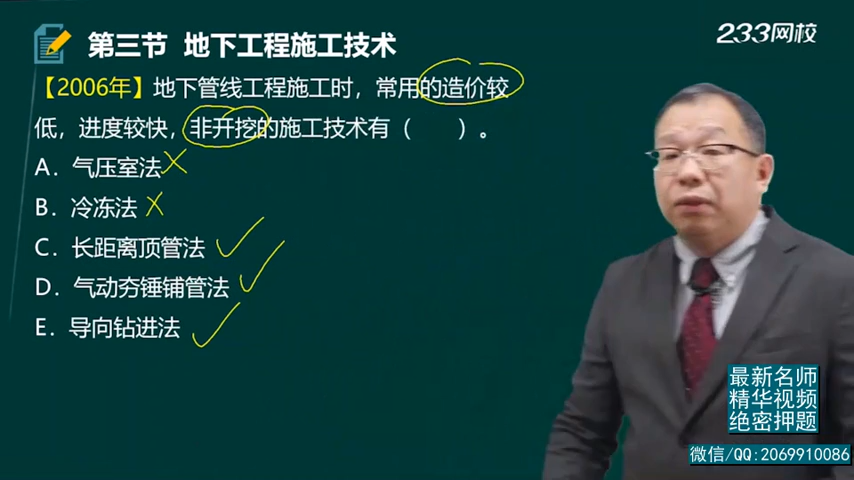 第三节 地下工程施工技术
233网校
【2006年】地下管线工程施工时，常用的造价较
低，进度较快，非开挖的施工技术有（ ）。
A．气压室法
B．冷冻法
C．长距离顶管法
D．气动夯锤铺管法
E．导向钻进法
最新名师
精华视频
绝密押题
微信/QQ:2069910086